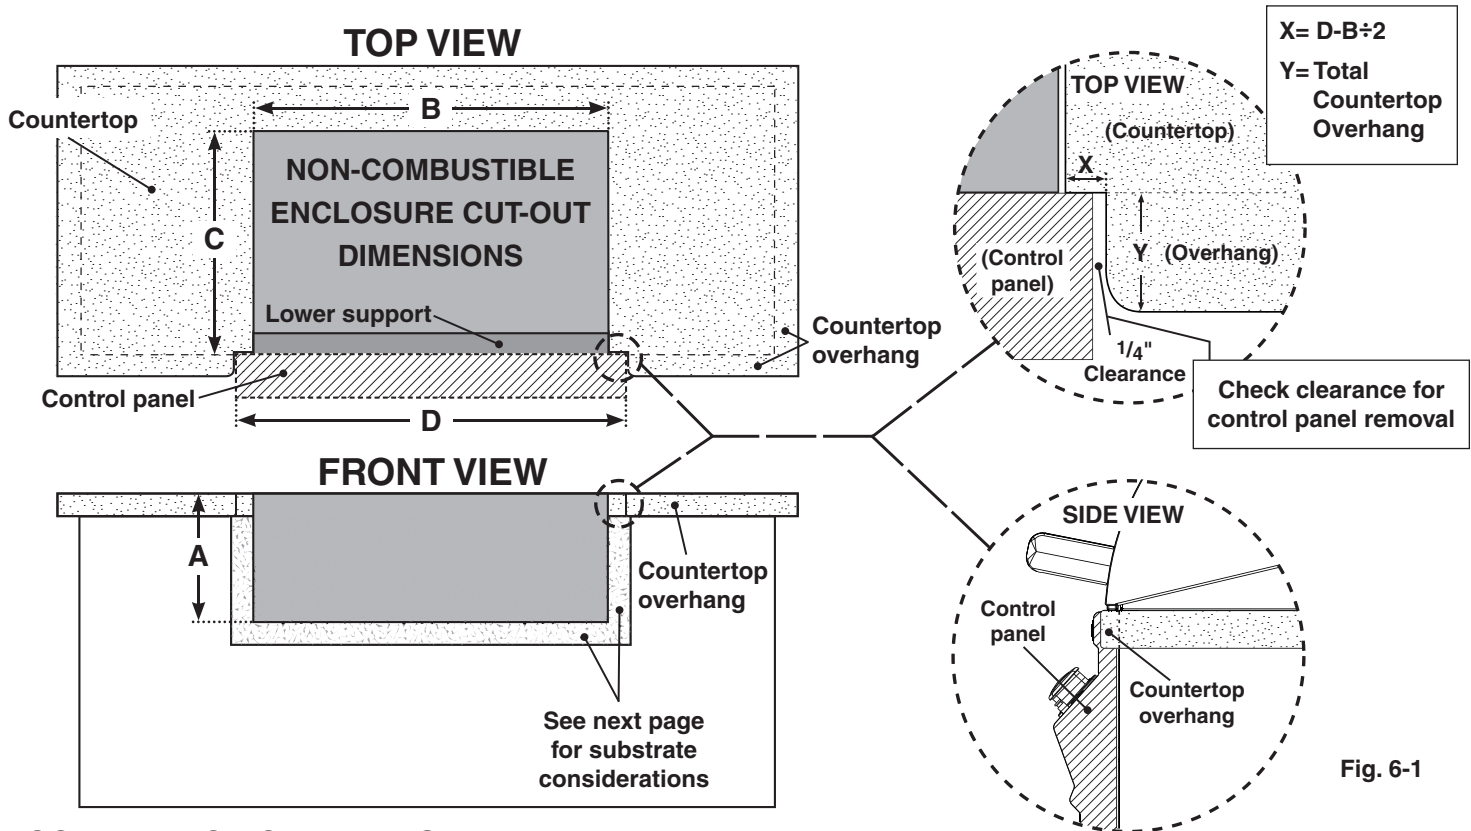 TOP VIEW
Countertop
B
NON-COMBUSTIBLE
ENCLOSURE CUT-OUT
DIMENSIONS
C
Lower support
Countertop
overhang
Control panel
D
X= D-B÷2
Y= Total
Countertop
Overhang
TOP VIEW
(Countertop)
X
(Control
panel)
Y
(Overhang)
1/4"
Clearance
Check clearance for
control panel removal
FRONT VIEW
A
Countertop
overhang
See next page
for substrate
considerations
SIDE VIEW
Control
panel
Countertop
overhang
Fig. 6-1